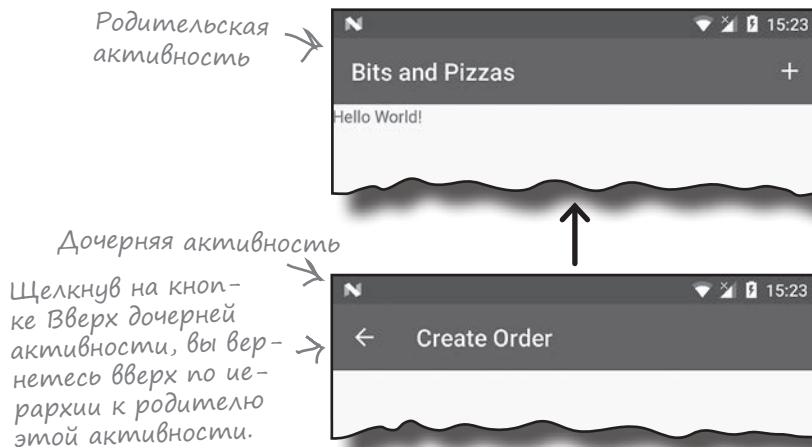 Родительская
активность
15:23
Bits and Pizzas
+
Hello World!
Дочерняя активность
Щелкнув на кноп-
ке Вверх дочерней
активности, вы вер-
нетесь вверх по ие-
рархии к родителю
этой активности.
15:23
Create Order